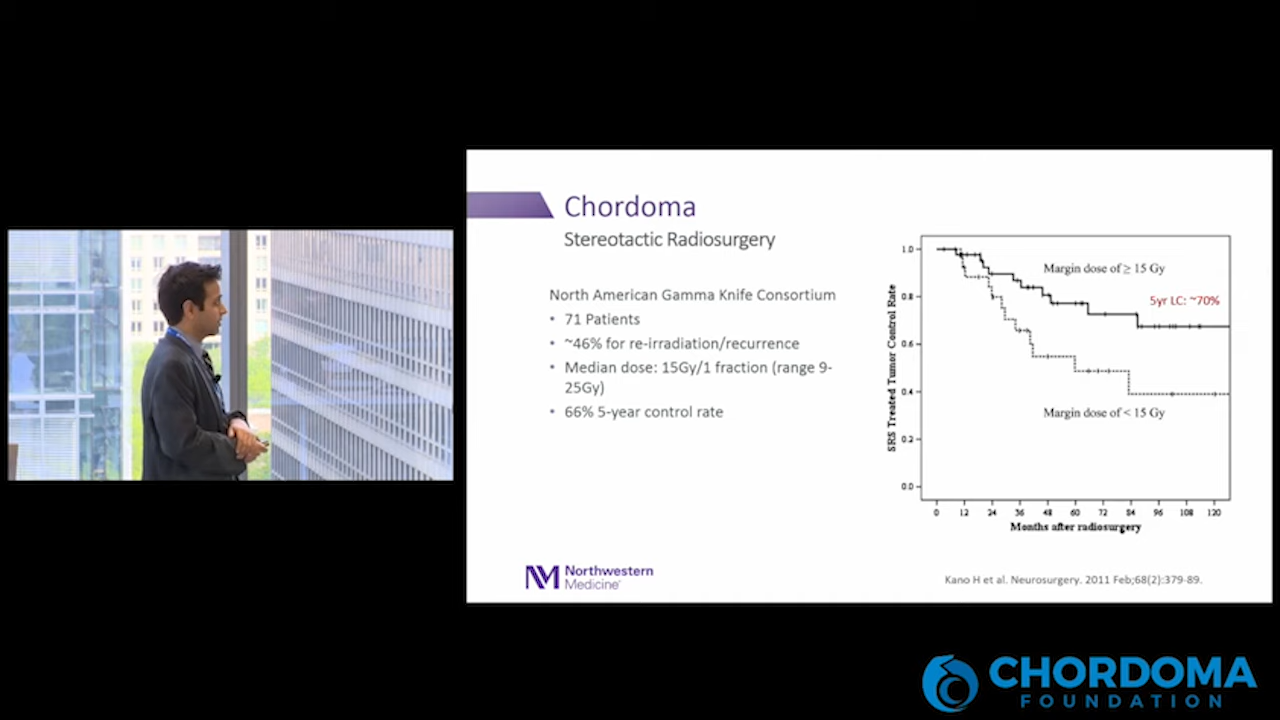 Chordoma
Stereotactic Radiosurgery
North American Gamma Knife Consortium
• 71 Patients
• ~46% for re-irradiation/recurrence
• Median dose: 15Gy/1 fraction (range 9-
25Gy)
• 66% 5-year control rate
SRS Treated Tumor Control Rate
1.0
0.8
0.6
0.4
0.2
0.0
Margin dose of ≥ 15 Gy
5yr LC: ~70%
Margin dose of < 15 Gy
0 12 24 36 48 60 72 84 96 108 120
Months after radiosurgery
Northwestern
Medicine
Kano H et al. Neurosurgery. 2011 Feb;68(2):379-89.
CHORDOMA
FOUNDATION